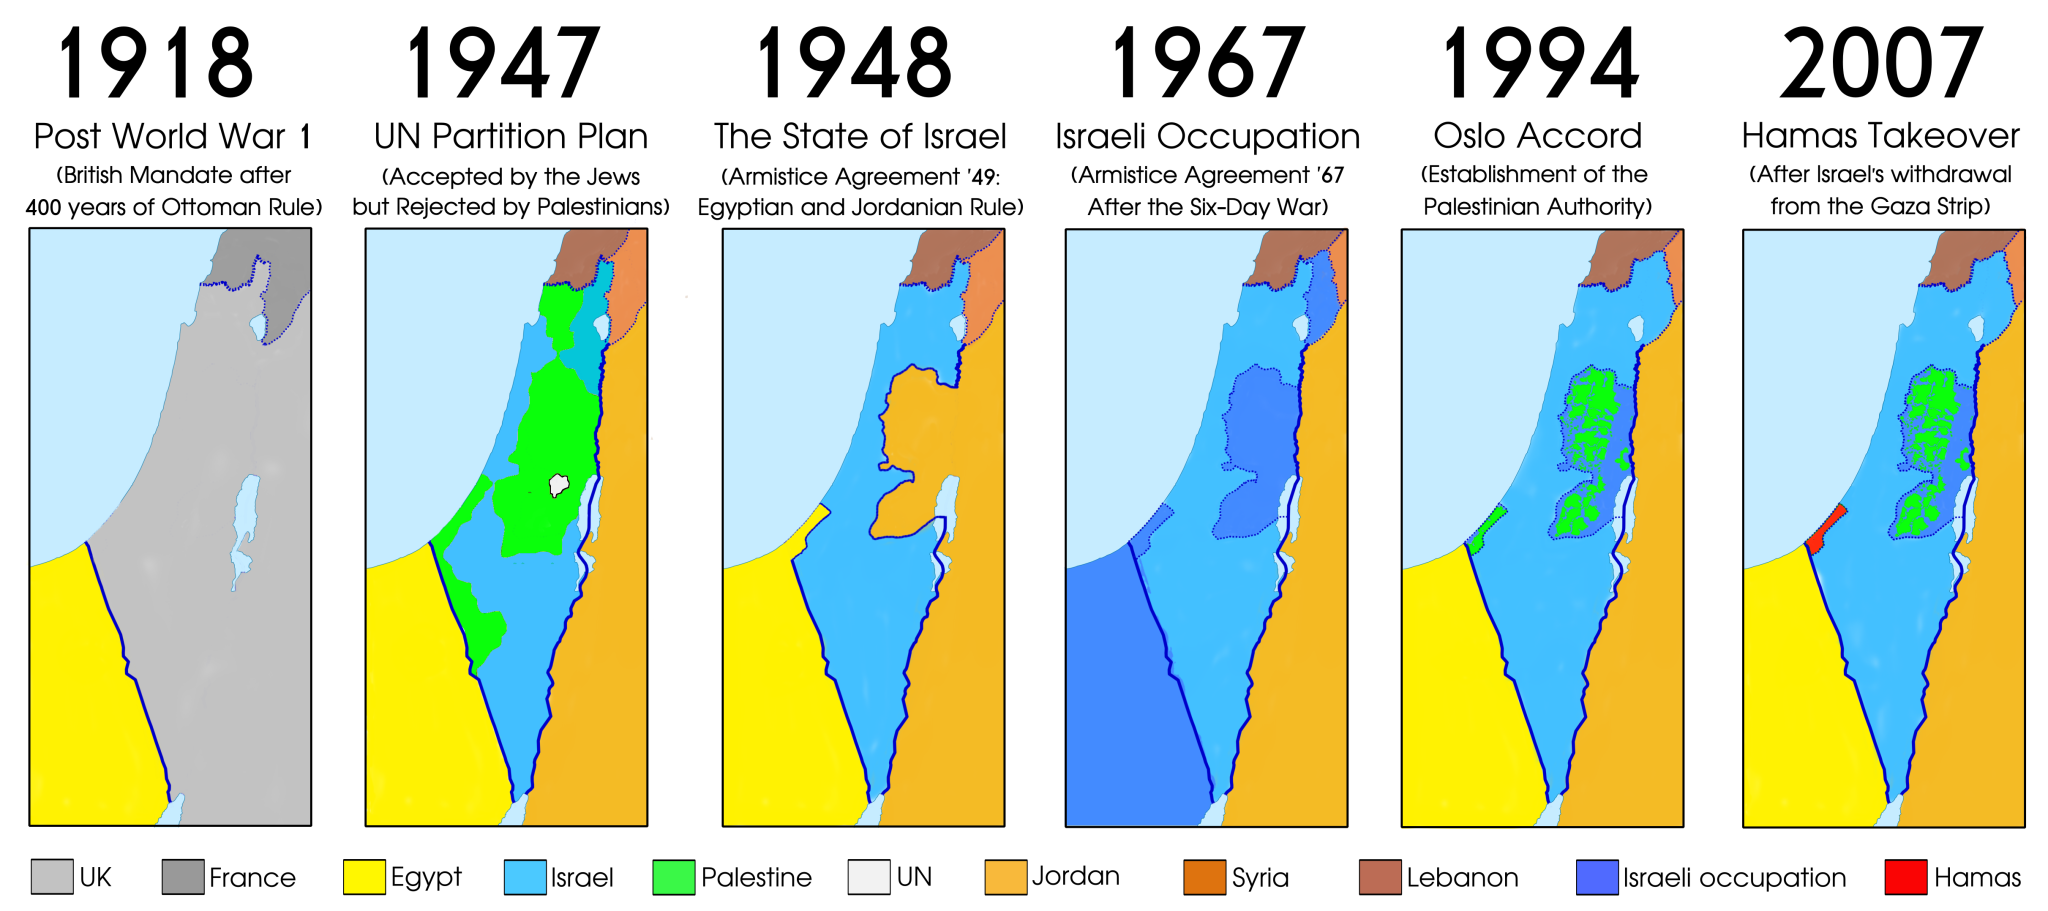 1918
Post World War 1
(British Mandate after
400 years of Ottoman Rule)
1947
UN Partition Plan
(Accepted by the Jews
but Rejected by Palestinians)
1948
The State of Israel
(Armistice Agreement '49:
Egyptian and Jordanian Rule)
1967
Israeli Occupation
(Armistice Agreement '67
After the Six-Day War)
1994
Oslo Accord
(Establishment of the
Palestinian Authority)
2007
Hamas Takeover
(After Israel's withdrawal
from the Gaza Strip)
UK
France
Egypt
Israel
Palestine
UN
Jordan
Syria
Lebanon
Israeli occupation
Hamas